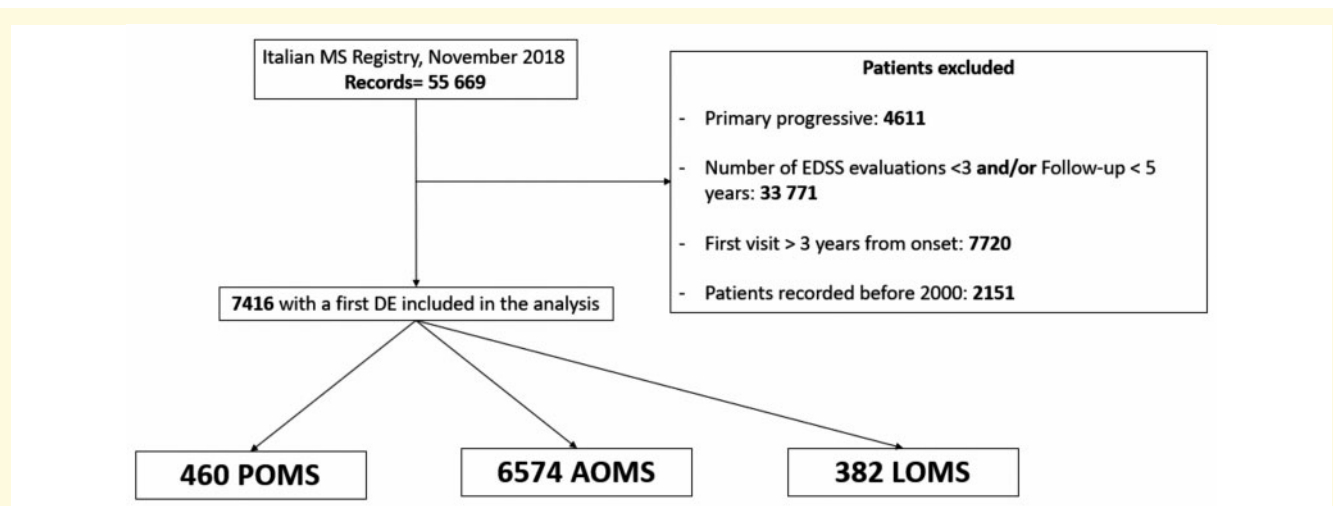 Italian MS Registry, November 2018
Records= 55 669
Patients excluded
- Primary progressive: 4611
- Number of EDSS evaluations <3 and/or Follow-up < 5
years: 33 771
- First visit > 3 years from onset: 7720
- Patients recorded before 2000: 2151
7416 with a first DE included in the analysis
460 POMS
6574 AOMS
382 LOMS